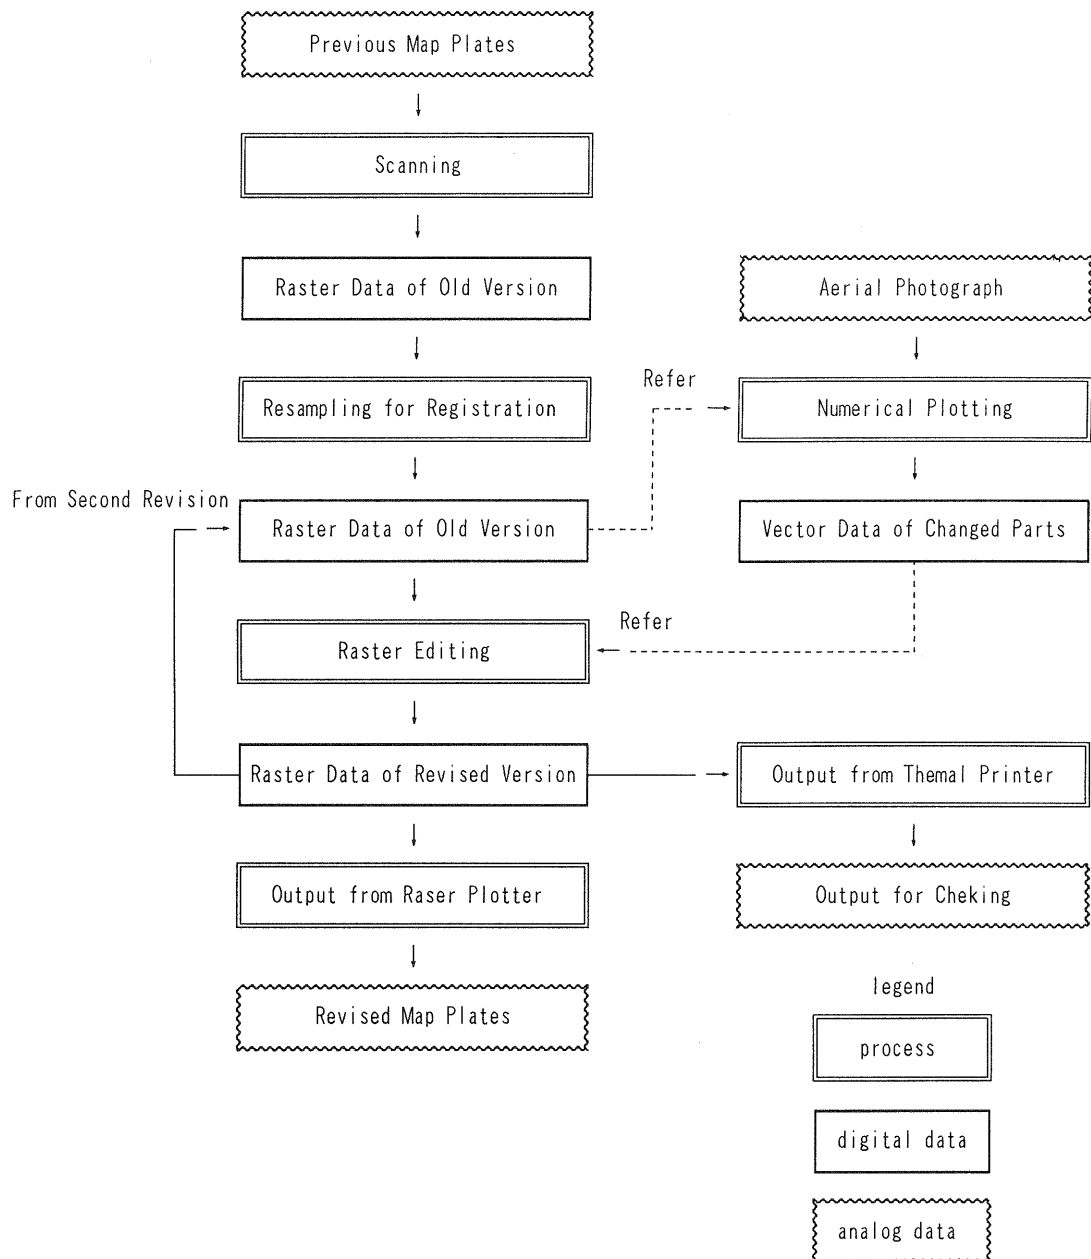 Previous Map Plates
Scanning
Raster Data of Old Version
Aerial Photograph
Refer
Resampling for Registration
Numerical Plotting
From Second Revision
Raster Data of Old Version
Vector Data of Changed Parts
Refer
Raster Editing
Raster Data of Revised Version
Output from Themal Printer
Output from Raser Plotter
Output for Cheking
Revised Map Plates
legend
process
digital data
analog data